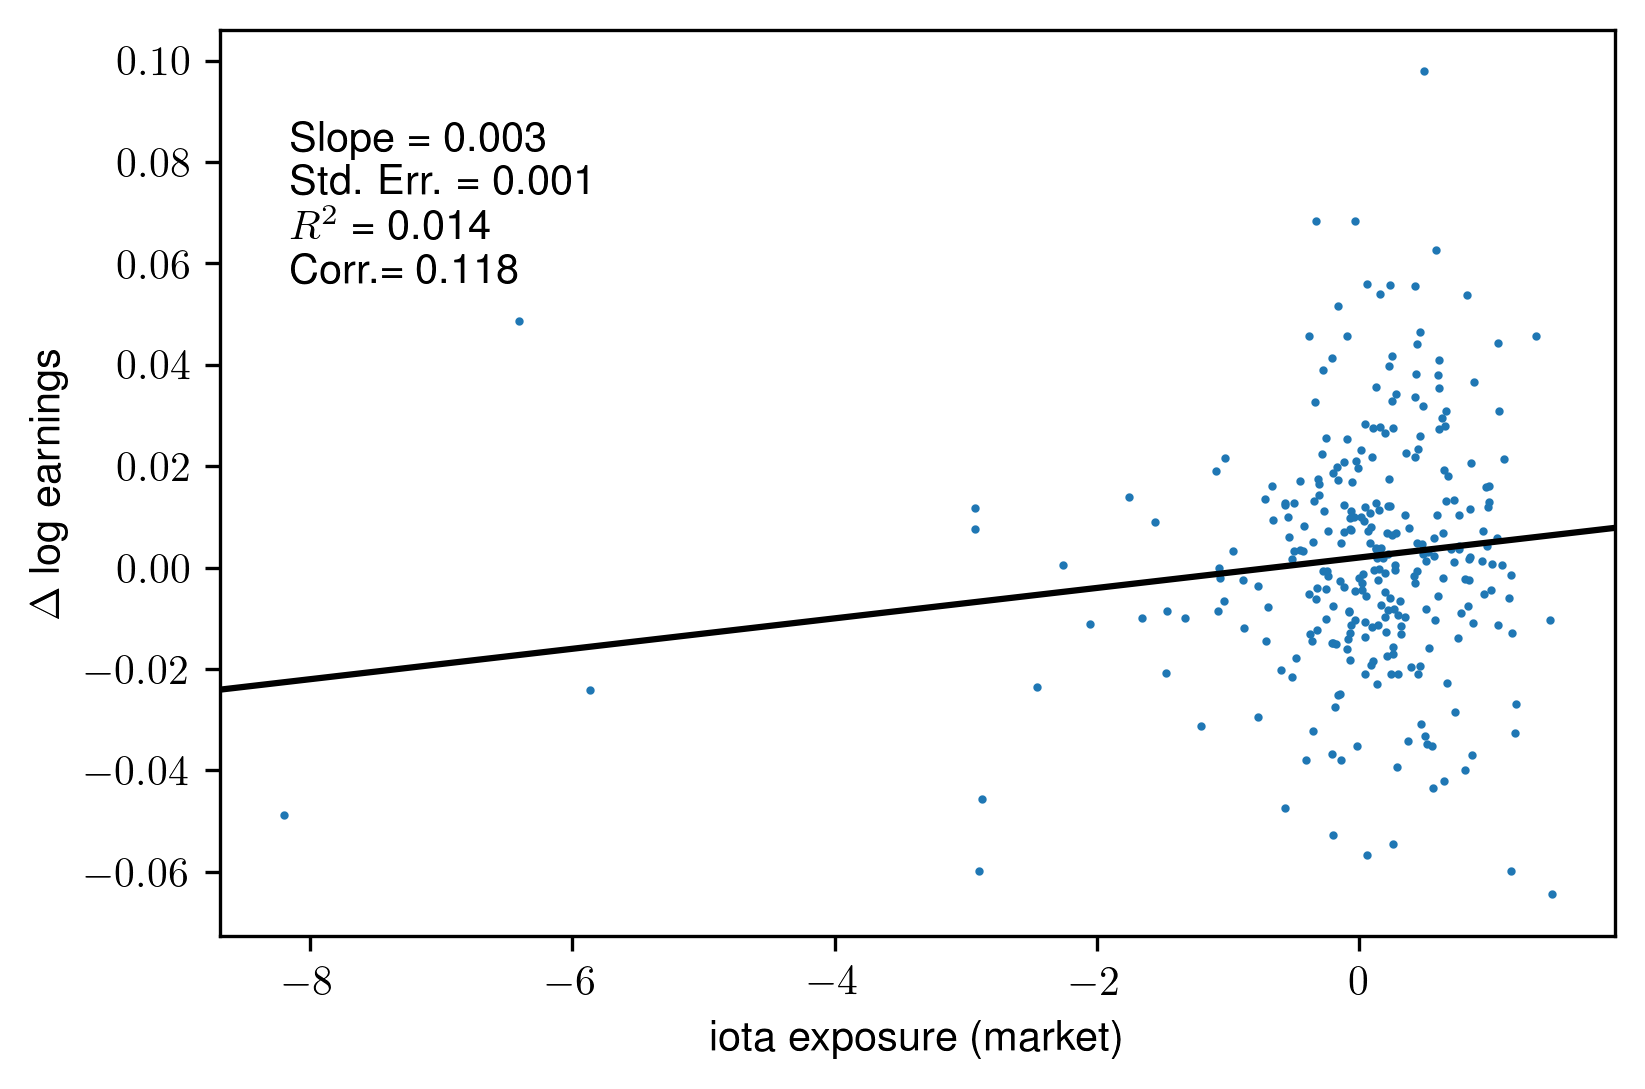 0.10
0.08
0.06
0.04
0.02
0.00
−0.02
−0.04
−0.06
Δ log earnings
Slope = 0.003
Std. Err. = 0.001
R² = 0.014
Corr.= 0.118
−8 −6 −4 −2 0
iota exposure (market)